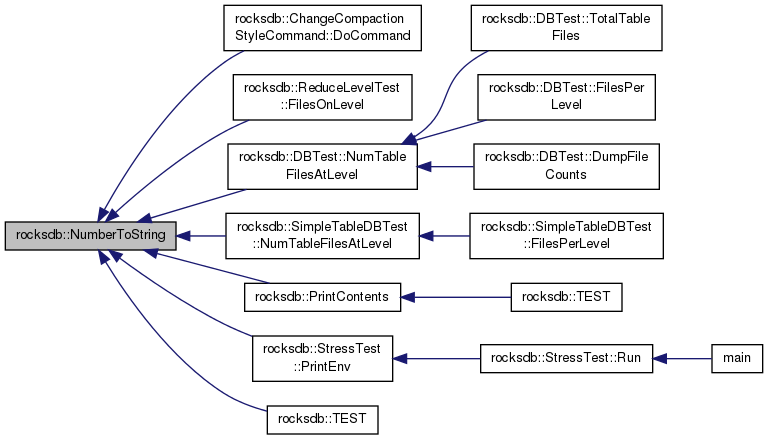 rocksdb::ChangeCompaction
StyleCommand::DoCommand
rocksdb::DBTest::TotalTable
Files
rocksdb::ReduceLevelTest
::FilesOnLevel
rocksdb::DBTest::FilesPer
Level
rocksdb::DBTest::NumTable
FilesAtLevel
rocksdb::DBTest::DumpFile
Counts
rocksdb::NumberToString
rocksdb::SimpleTableDBTest
::NumTableFilesAtLevel
rocksdb::SimpleTableDBTest
::FilesPerLevel
rocksdb::PrintContents
rocksdb::TEST
rocksdb::StressTest
::PrintEnv
rocksdb::StressTest::Run
main
rocksdb::TEST